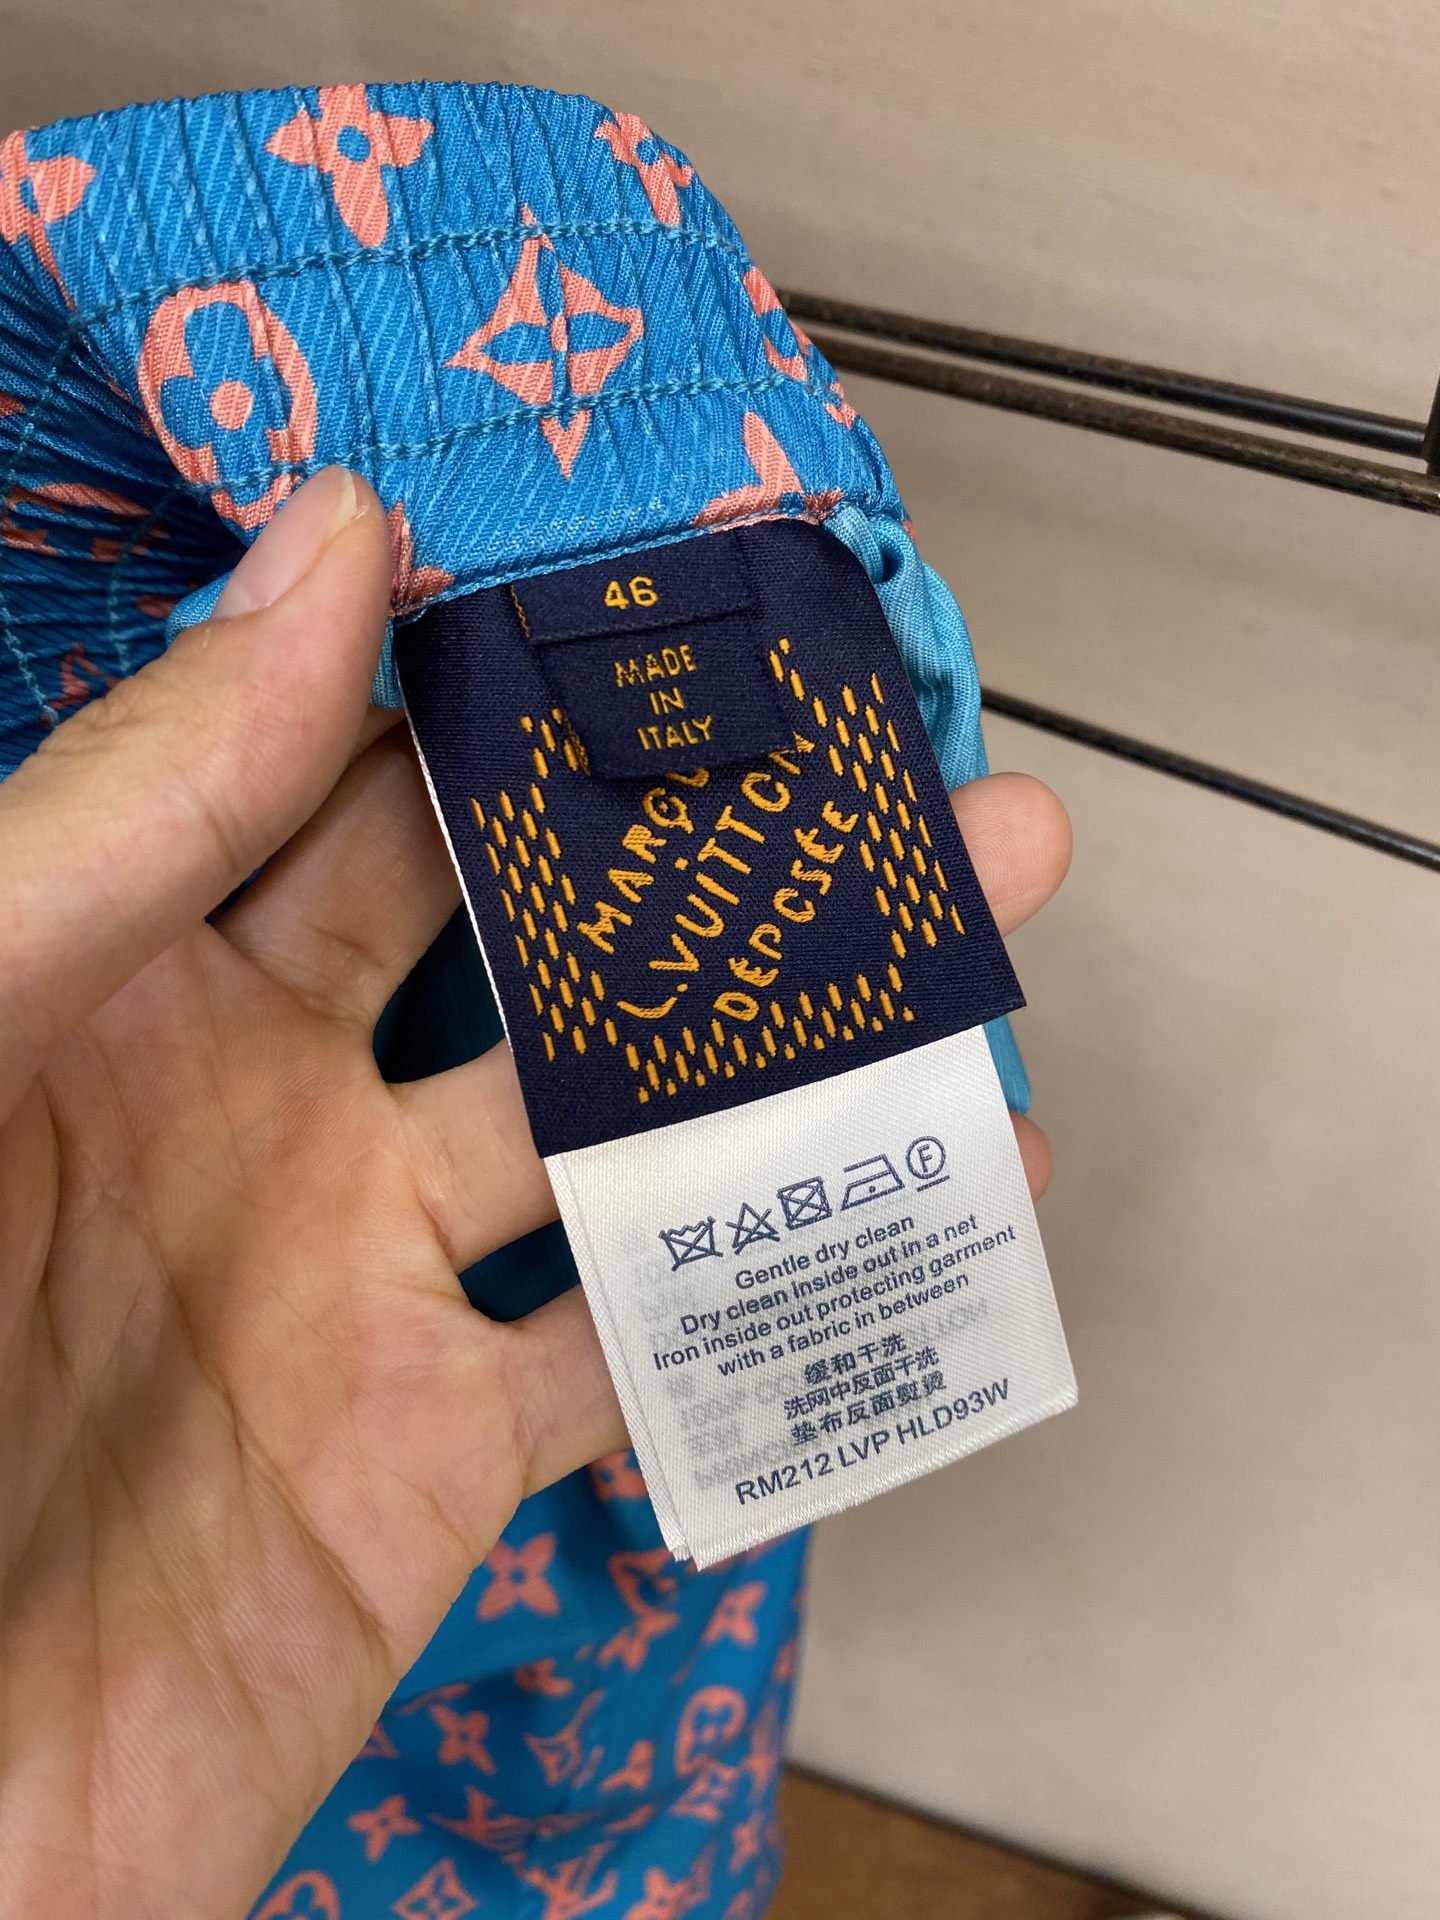 46
MADE
IN
ITALY
L.VUITTON
F
Gentle dry clean
Dry clean inside out in a net
Iron inside out protecting garment
with a fabric in between
缓和干洗
洗网中反面干洗
垫布反面熨烫
RM212 LVP HLD93W